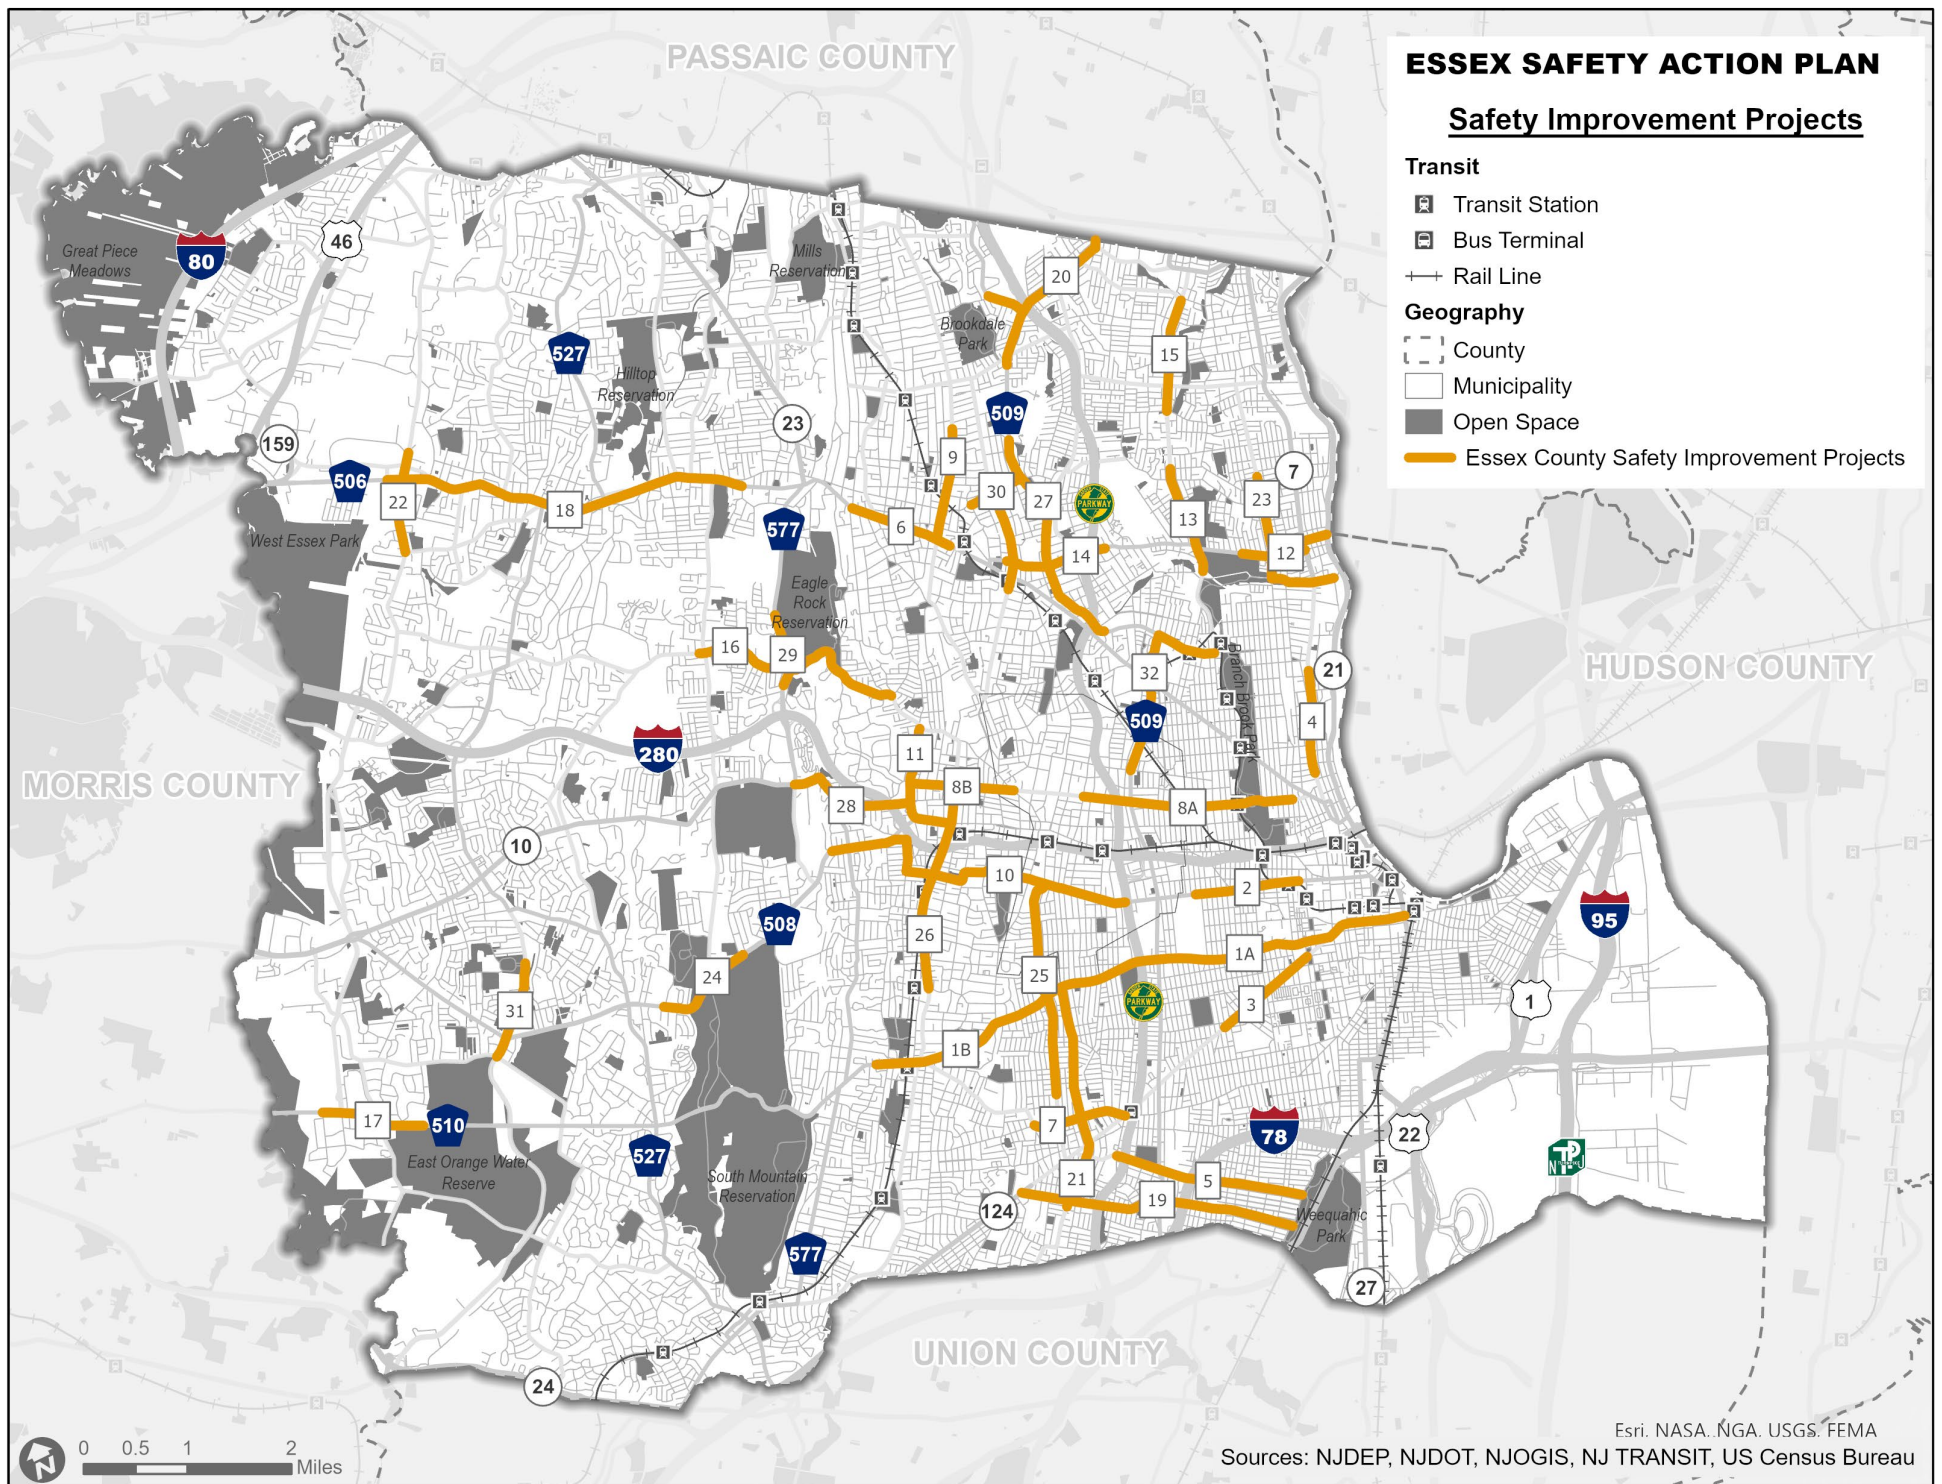 PASSAIC COUNTY
ESSEX SAFETY ACTION PLAN
Safety Improvement Projects
Transit
Transit Station
Bus Terminal
Rail Line
Geography
County
Municipality
Open Space
Essex County Safety Improvement Projects
Great Piece
Meadows
80
46
Mills
Reservation
20
Brookdale
Park
15
527
Hilltop
Reservation
23
509
159
506
22
18
9
30
27
PARKWAY
7
23
13
6
577
West Essex Park
14
12
Eagle
Rock
Reservation
16
29
32
Branch Brook Park
21
HUDSON COUNTY
509
4
280
11
MORRIS COUNTY
8B
28
8A
10
10
2
508
26
95
24
25
1A
PARKWAY
1
31
3
1B
17
510
7
78
22
East Orange Water
Reserve
527
South Mountain
Reservation
21
5
19
124
Weequahic
Park
577
27
TP
N
J
UNION COUNTY
24
N
0 0.5 1 2
Miles
Esri, NASA, NGA, USGS, FEMA
Sources: NJDEP, NJDOT, NJOGIS, NJ TRANSIT, US Census Bureau